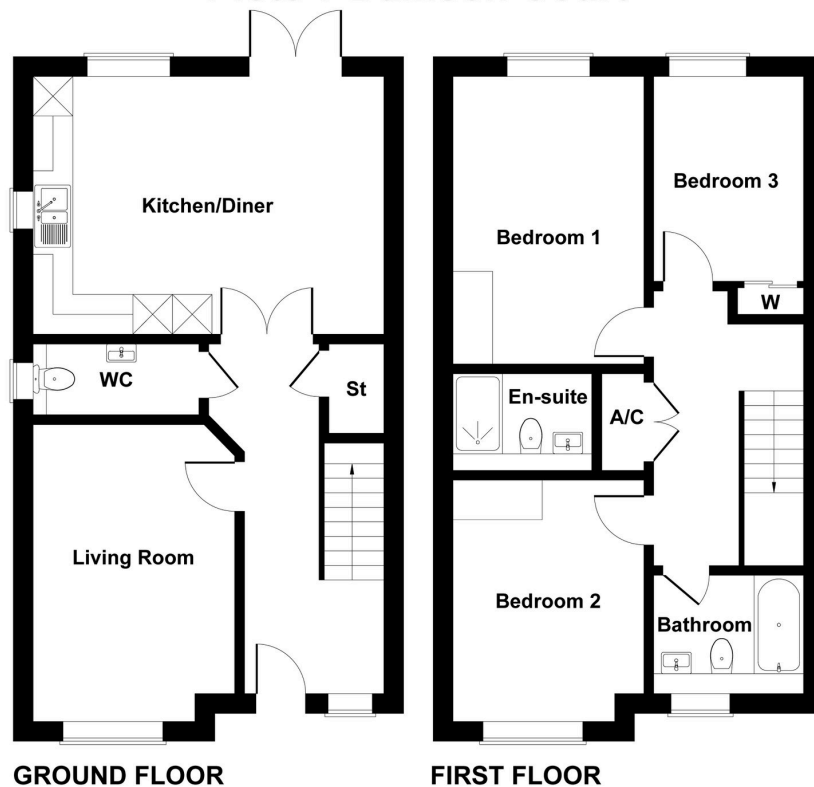 Kitchen/Diner
WC
St
Living Room
GROUND FLOOR
Bedroom 1
Bedroom 3
W
En-suite
A/C
Bedroom 2
Bathroom
FIRST FLOOR